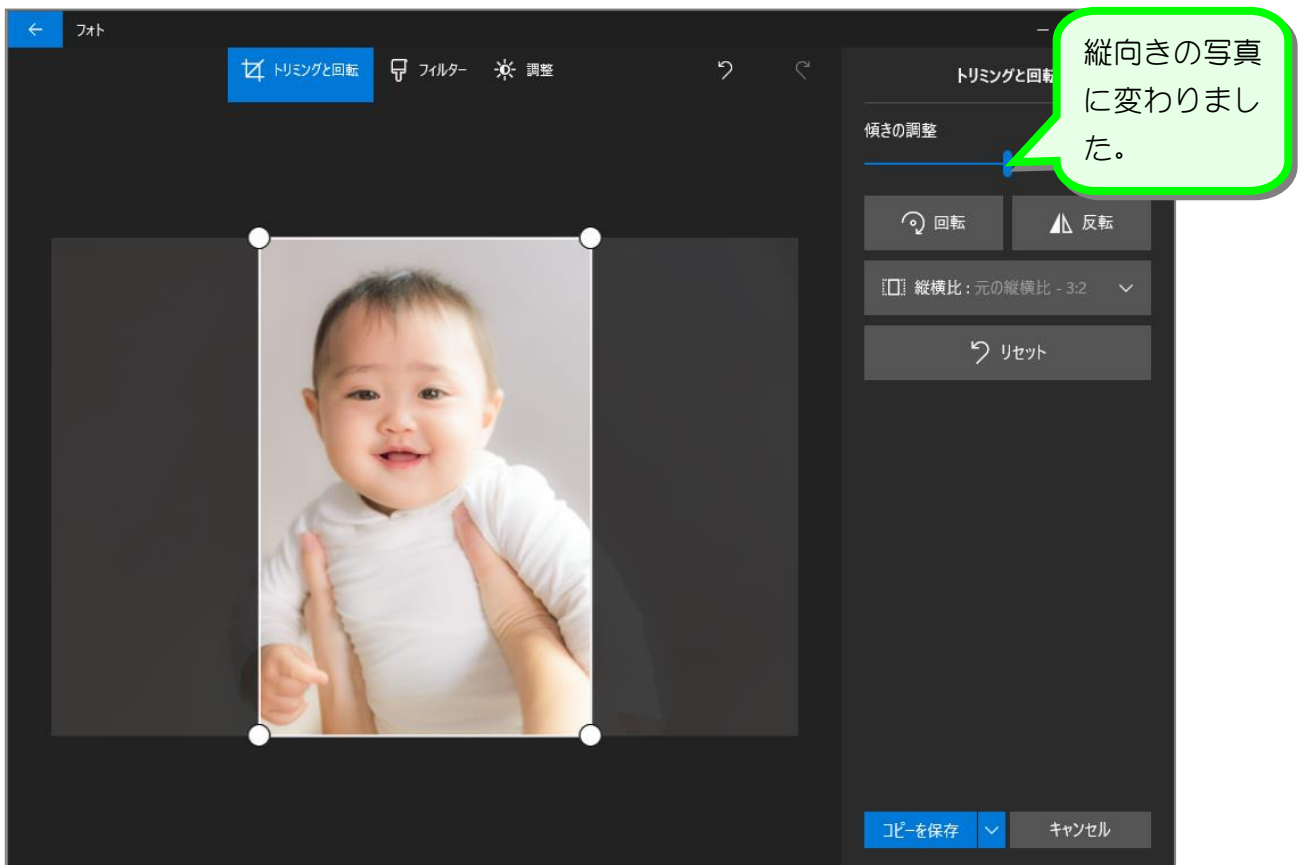 フォト
トリミングと回転 フィルター 調整
縦向きの写真
に変わりまし
た。
トリミングと回転
傾きの調整
回転 反転
縦横比 : 元の縦横比 - 3:2
リセット
コピーを保存 キャンセル